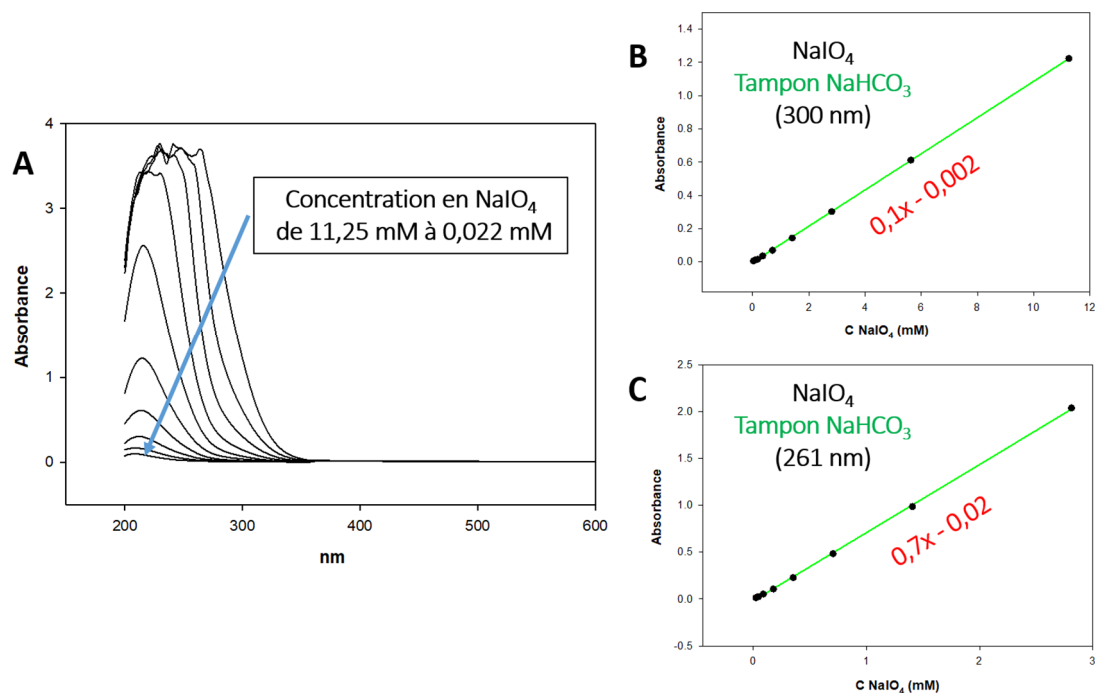 A
Concentration en NaIO₄
de 11,25 mM à 0,022 mM
Absorbance
4
3
2
1
0
200
300
400
500
600
nm
B
NaIO₄
Tampon NaHCO₃
(300 nm)
0,1x - 0,002
Absorbance
1.4
1.2
1.0
0.8
0.6
0.4
0.2
0.0
0
2
4
6
8
10
12
C NaIO₄ (mM)
C
NaIO₄
Tampon NaHCO₃
(261 nm)
0,7x - 0,02
Absorbance
2.5
2.0
1.5
1.0
0.5
0.0
-0.5
0
1
2
3
C NaIO₄ (mM)